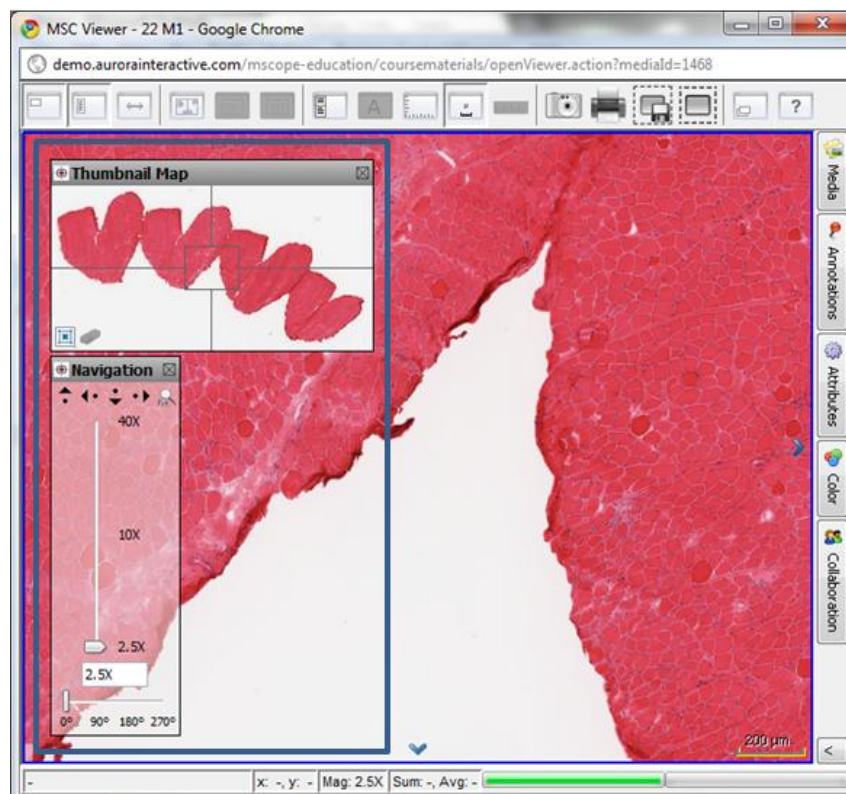 MSC Viewer - 22 M1 - Google Chrome
demo.aurorainteractive.com/mscope-education/coursematerials/openViewer.action?mediaId=1468
A
?
Thumbnail Map
Navigation
40X
10X
2.5X
2.5X
0° 90° 180° 270°
Media
Annotations
Attributes
Color
Collaboration
200 µm
<
-
x: -, y: -
Mag: 2.5X
Sum: -, Avg: -